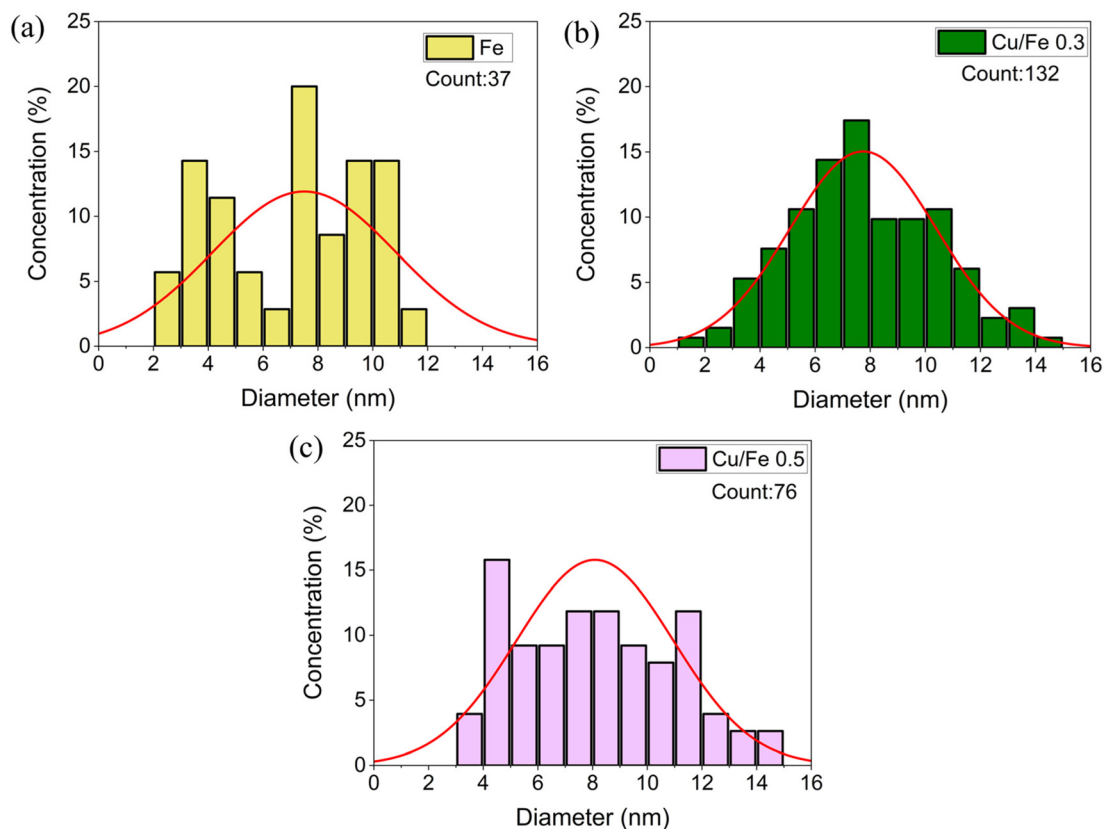 (a)
Fe
Count:37
25
20
15
10
5
0
Concentration (%)
0 2 4 6 8 10 12 14 16
Diameter (nm)
(b)
Cu/Fe 0.3
Count:132
25
20
15
10
5
0
Concentration (%)
0 2 4 6 8 10 12 14 16
Diameter (nm)
(c)
Cu/Fe 0.5
Count:76
25
20
15
10
5
0
Concentration (%)
0 2 4 6 8 10 12 14 16
Diameter (nm)